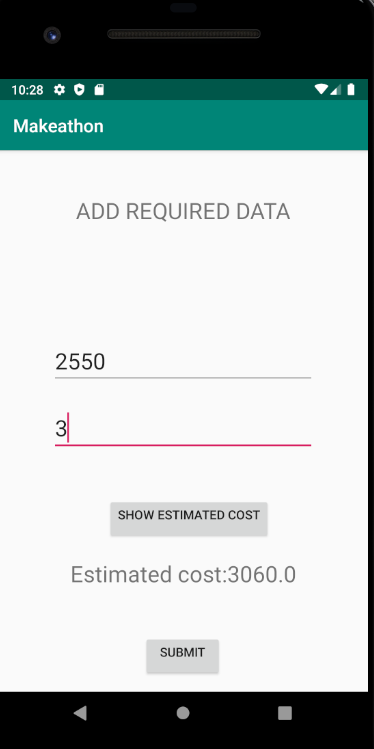 10:28
Makeathon
ADD REQUIRED DATA
2550
3
SHOW ESTIMATED COST
Estimated cost:3060.0
SUBMIT